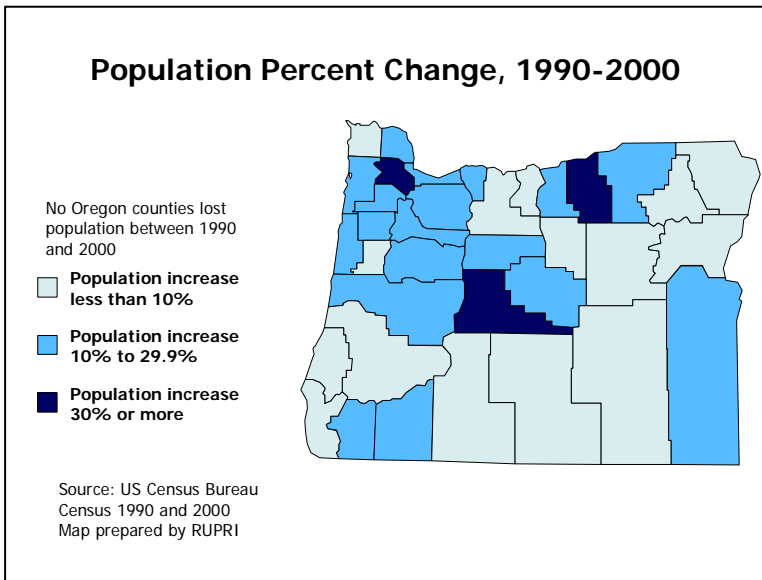 Population Percent Change, 1990-2000
No Oregon counties lost
population between 1990
and 2000
Population increase
less than 10%
Population increase
10% to 29.9%
Population increase
30% or more
Source: US Census Bureau
Census 1990 and 2000
Map prepared by RUPRI